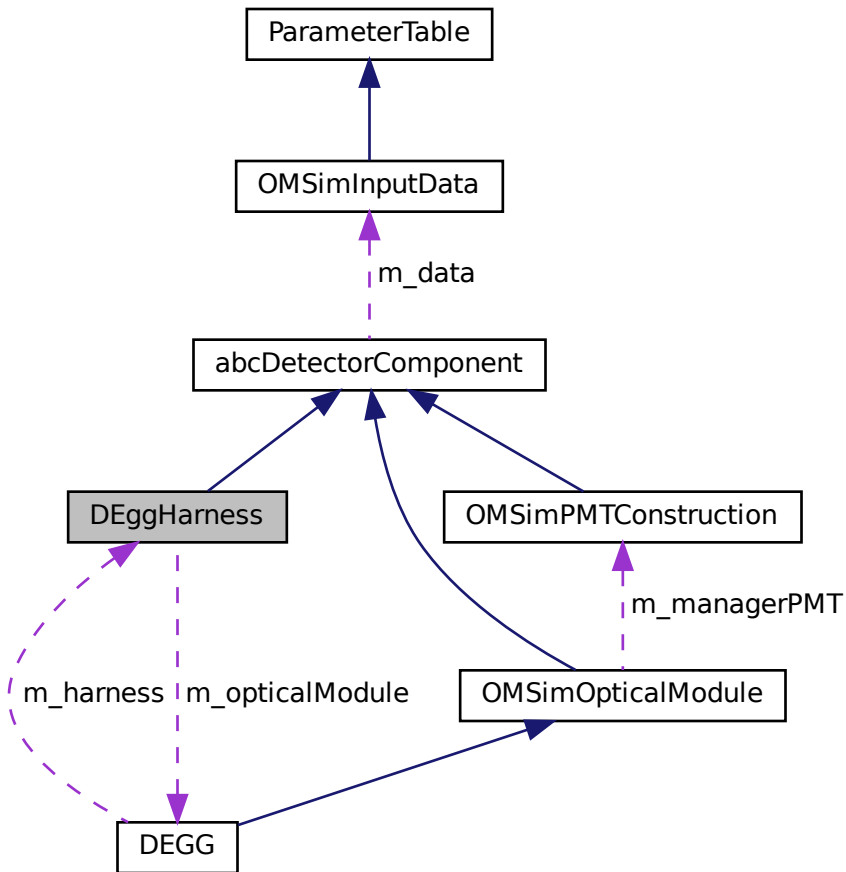 ParameterTable
OMSimInputData
m_data
abcDetectorComponent
DEggHarness
OMSimPMTConstruction
m_managerPMT
m_harness
m_opticalModule
OMSimOpticalModule
DEGG